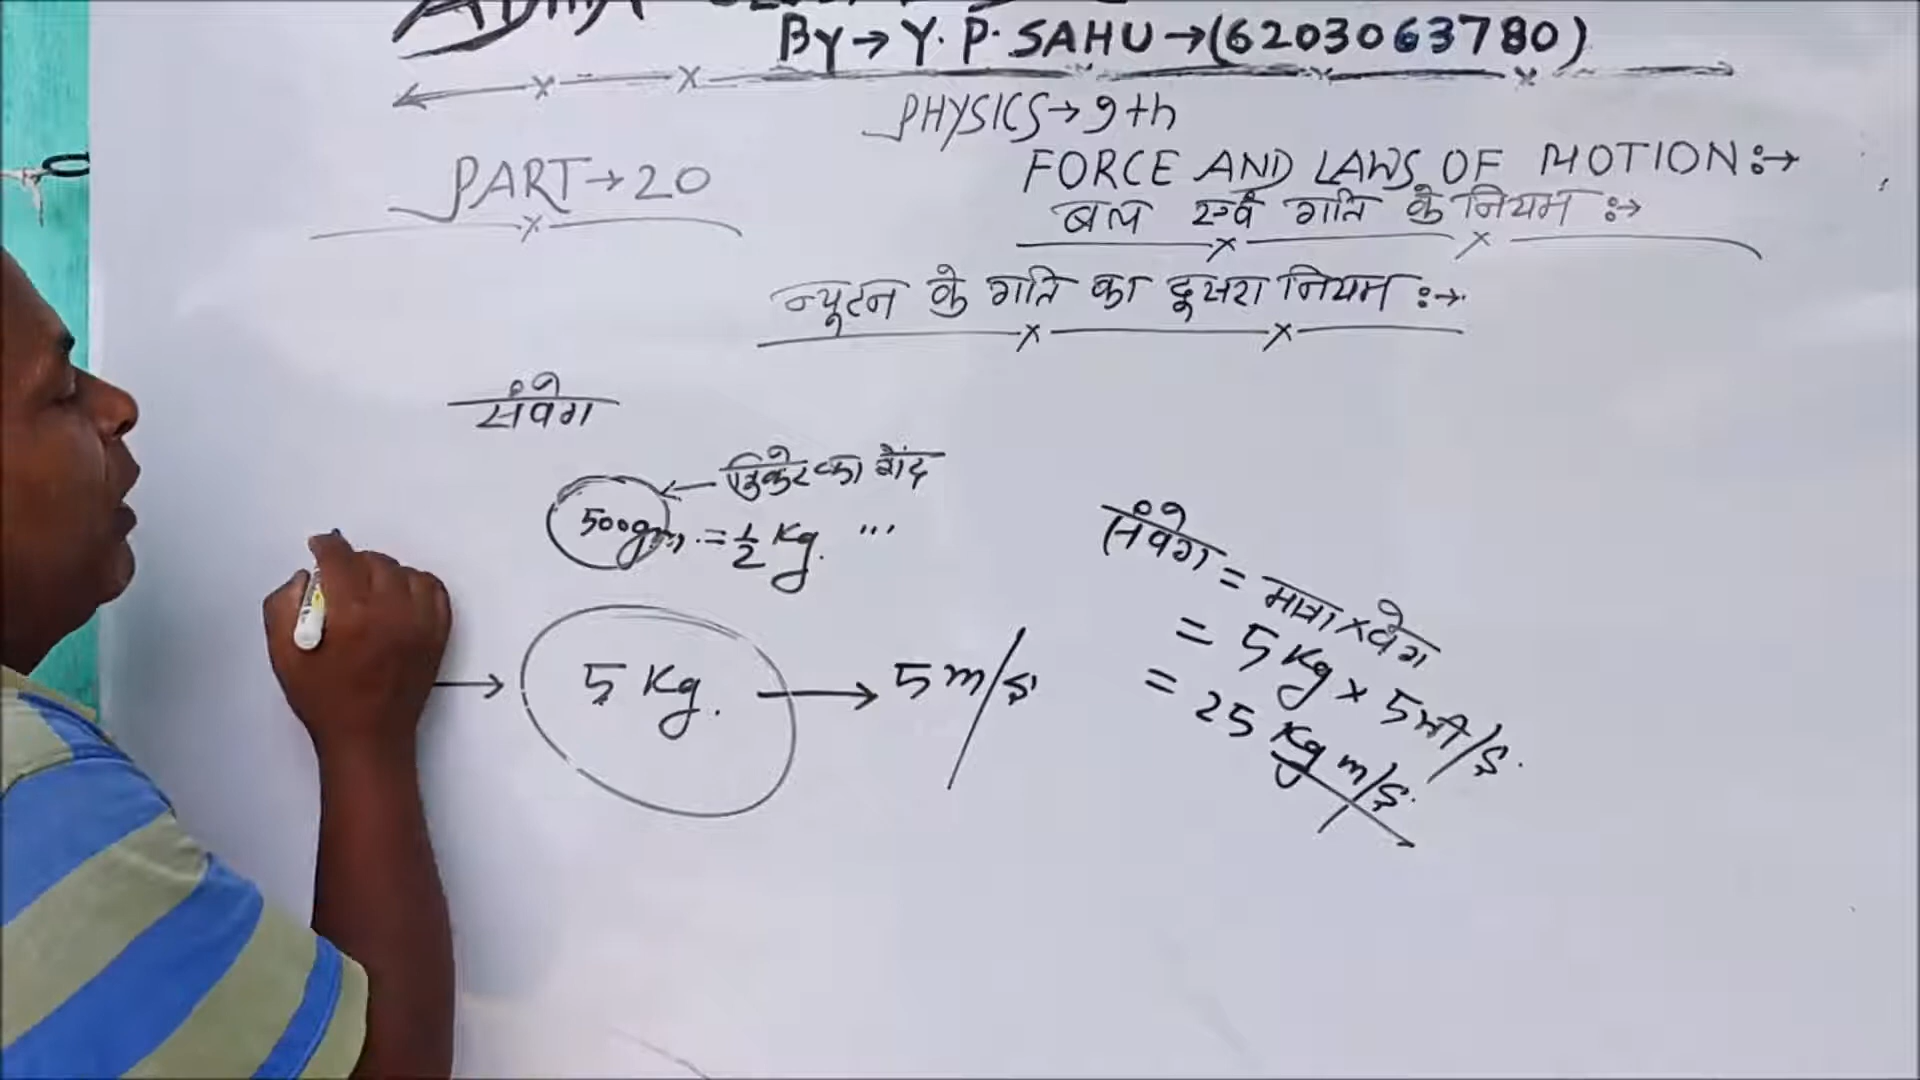 By → Y. P. SAHU → (6203063780)
PHYSICS → 9th
PART → 20
FORCE AND LAWS OF MOTION :→
बल एवं गति के नियम :→
न्यूटन के गति का दूसरा नियम :→
संवेग
क्रिकेट का गेंद
500gm. = 1/2 Kg. ...
5 Kg. → 5 m/s
संवेग = मात्रा × वेग
= 5 Kg × 5 m/s.
= 25 Kg m/s.